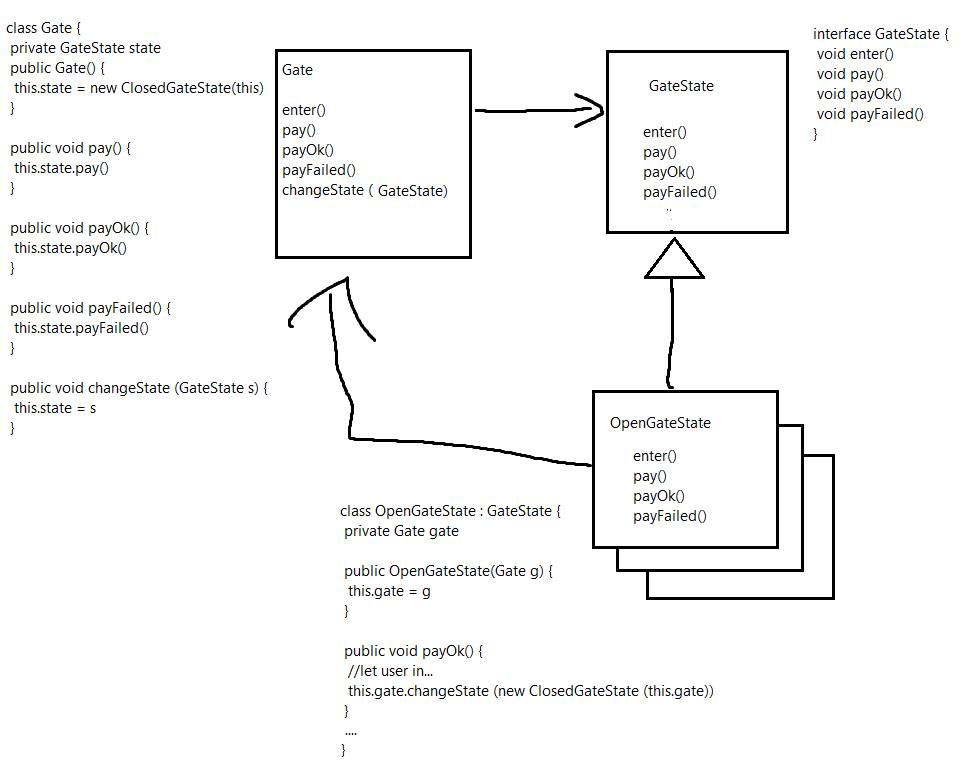 class Gate {
private GateState state
public Gate() {
this.state = new ClosedGateState(this)
}
public void pay() {
this.state.pay()
}
public void payOk() {
this.state.payOk()
}
public void payFailed() {
this.state.payFailed()
}
public void changeState (GateState s) {
this.state = s
}
Gate
enter()
pay()
payOk()
payFailed()
changeState ( GateState)
GateState
enter()
pay()
payOk()
payFailed()
interface GateState {
void enter()
void pay()
void payOk()
void payFailed()
}
OpenGateState
enter()
pay()
payOk()
payFailed()
class OpenGateState : GateState {
private Gate gate
public OpenGateState(Gate g) {
this.gate = g
}
public void payOk() {
//let user in...
this.gate.changeState (new ClosedGateState (this.gate))
}
....
}